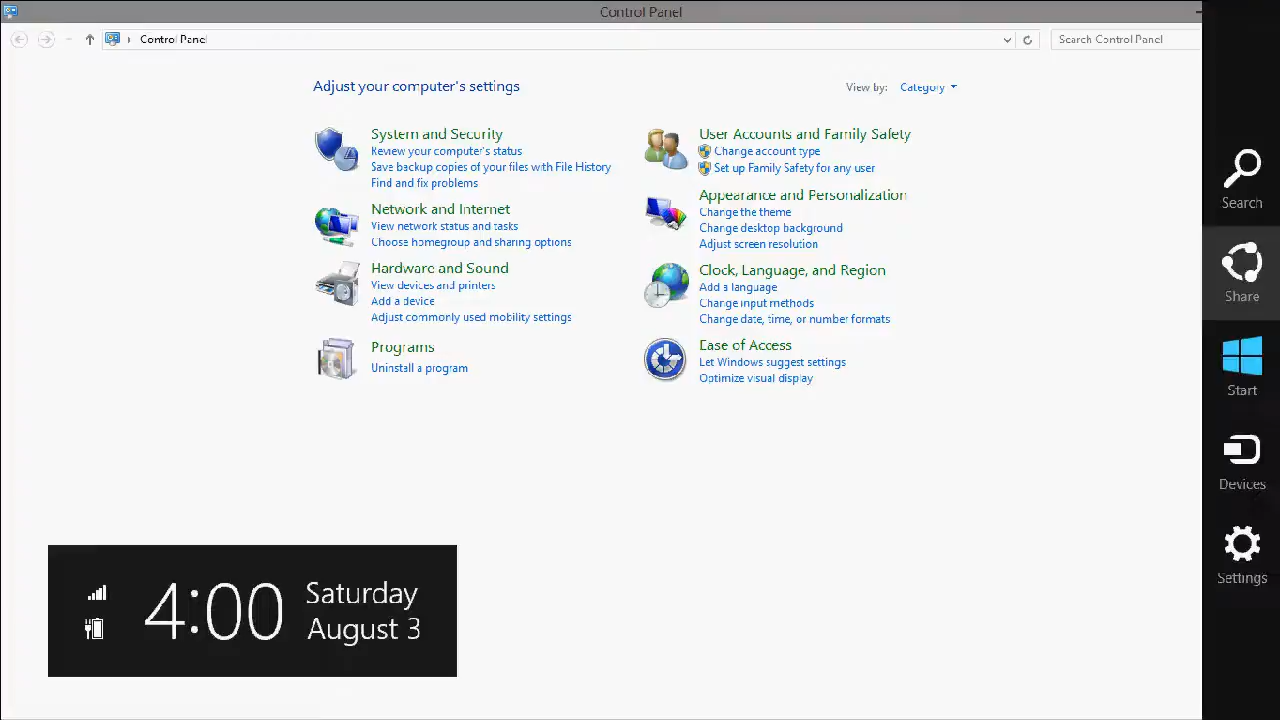 Control Panel
Control Panel
Search Control Panel
Adjust your computer's settings
View by: Category
System and Security
Review your computer's status
Save backup copies of your files with File History
Find and fix problems
Network and Internet
View network status and tasks
Choose homegroup and sharing options
Hardware and Sound
View devices and printers
Add a device
Adjust commonly used mobility settings
Programs
Uninstall a program
User Accounts and Family Safety
Change account type
Set up Family Safety for any user
Appearance and Personalization
Change the theme
Change desktop background
Adjust screen resolution
Clock, Language, and Region
Add a language
Change input methods
Change date, time, or number formats
Ease of Access
Let Windows suggest settings
Optimize visual display
Search
Share
Start
Devices
Settings
4:00
Saturday
August 3